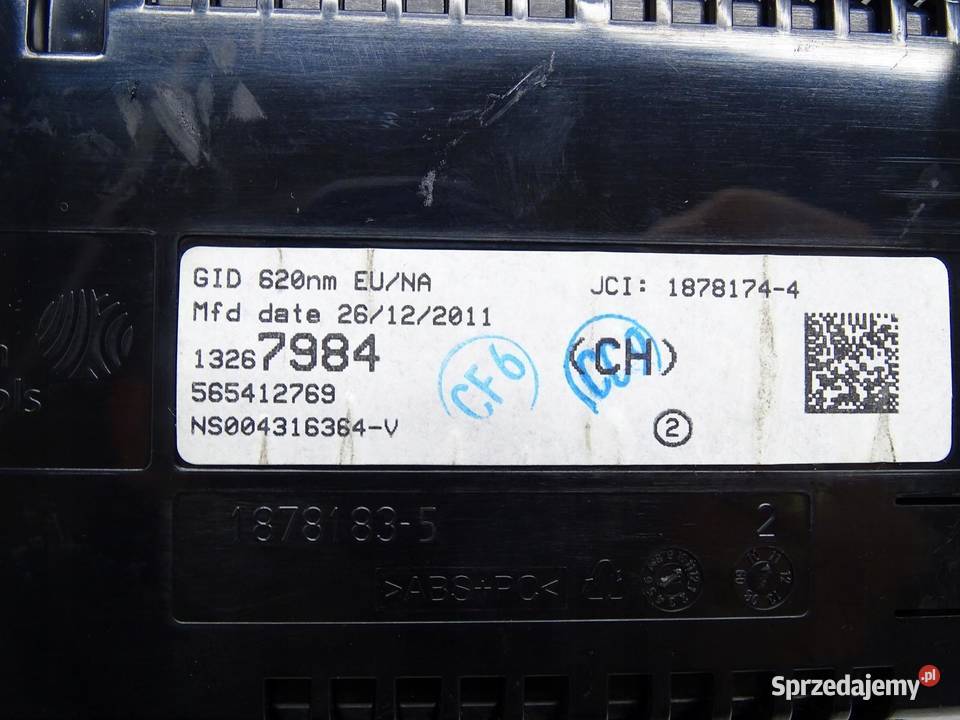 GID 620nm EU/NA
JCI: 1878174-4
Mfd date 26/12/2011
13267984
(CH)
CF6
565412769
NS004316364-V
2
ols
1878183-5
2
>ABS+PC<
Sprzedajemy.pl